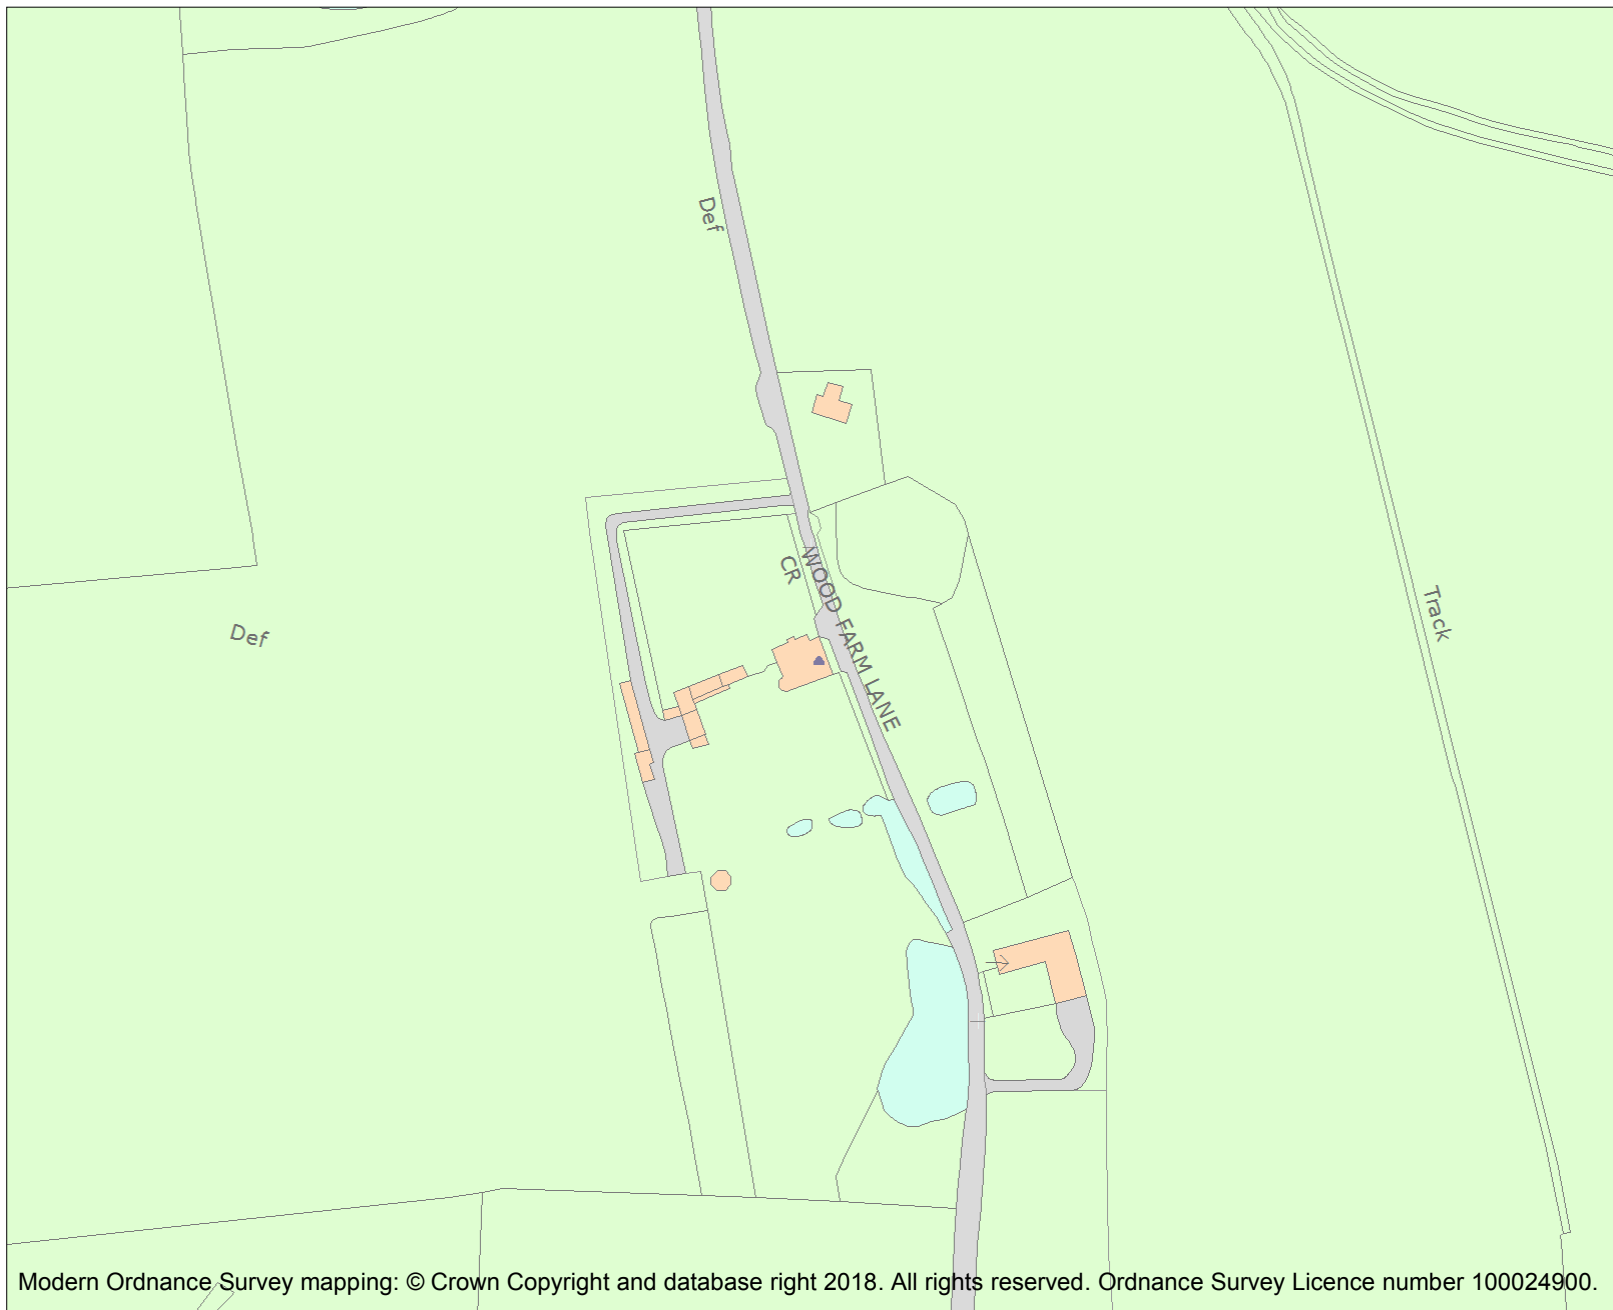 Def
CR
WOOD FARM LANE
Track
Def
Modern Ordnance Survey mapping: © Crown Copyright and database right 2018. All rights reserved. Ordnance Survey Licence number 100024900.